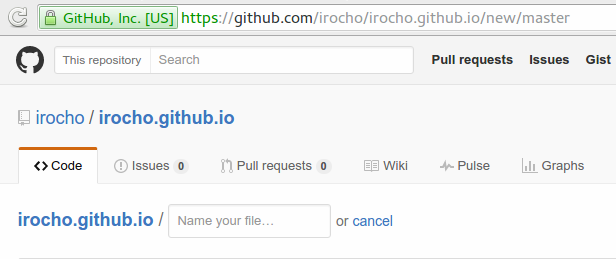 GitHub, Inc. [US] https://github.com/irocho/irocho.github.io/new/master
This repository Search Pull requests Issues Gist
irocho / irocho.github.io
Code Issues 0 Pull requests 0 Wiki Pulse Graphs
irocho.github.io / Name your file... or cancel